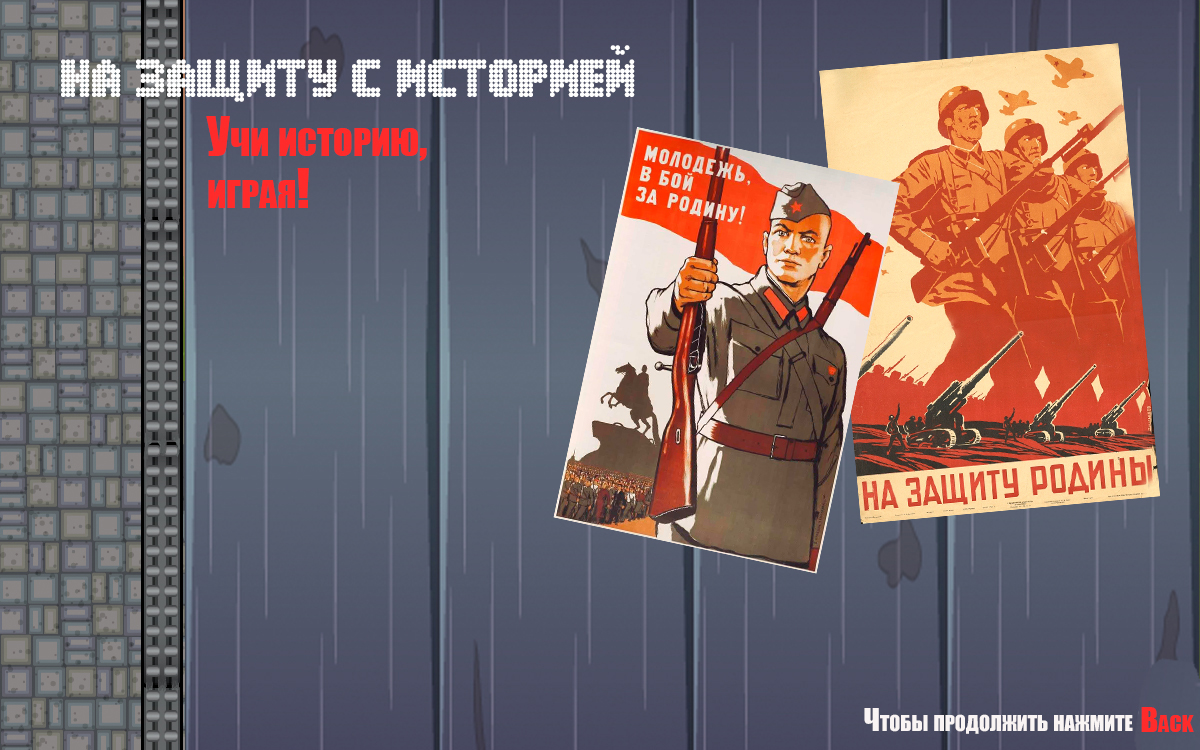 НА ЗАЩИТУ С ИСТОРИЕЙ
Учи историю,
играя!
МОЛОДЕЖЬ,
В БОЙ
ЗА РОДИНУ!
НА ЗАЩИТУ РОДИНЫ
Чтобы продолжить нажмите Back